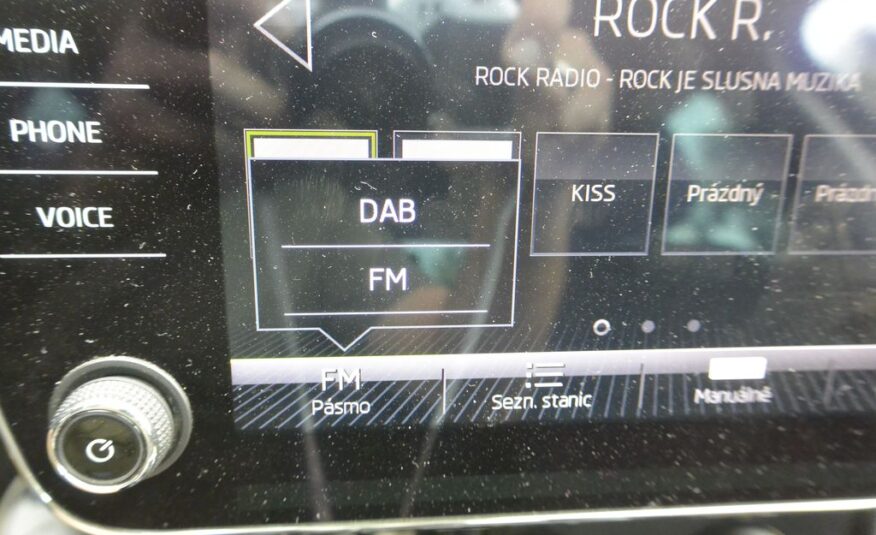 MEDIA
PHONE
VOICE
ROCK R.
ROCK RADIO - ROCK JE SLUSNA MUZIKA
KISS
Prázdný
Prázdn
DAB
FM
FM
Pásmo
Sezn. stanic
Manuálně